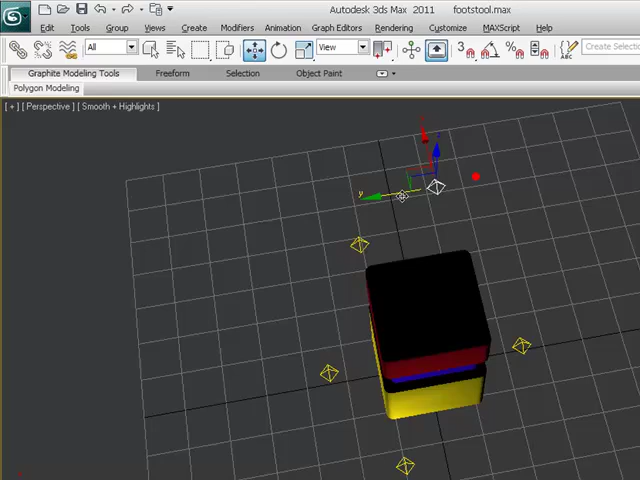 Autodesk 3ds Max 2011 footstool.max
Edit Tools Group Views Create Modifiers Animation Graph Editors Rendering Customize MAXScript Help
All View 3 Create Selection
Graphite Modeling Tools Freeform Selection Object Paint
Polygon Modeling
[ + ] [ Perspective ] [ Smooth + Highlights ]
y